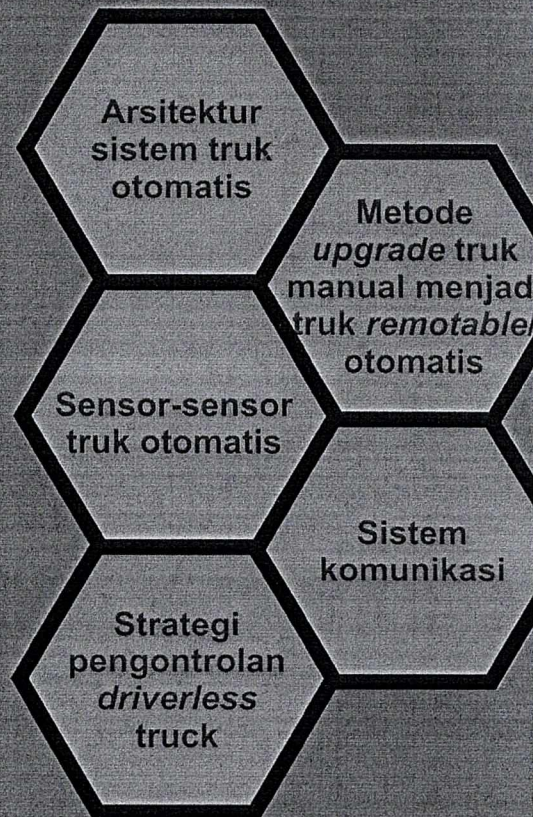 Arsitektur
sistem truk
otomatis
Metode
upgrade truk
manual menjad
truk remotable
otomatis
Sensor-sensor
truk otomatis
Sistem
komunikasi
Strategi
pengontrolan
driverless
truck